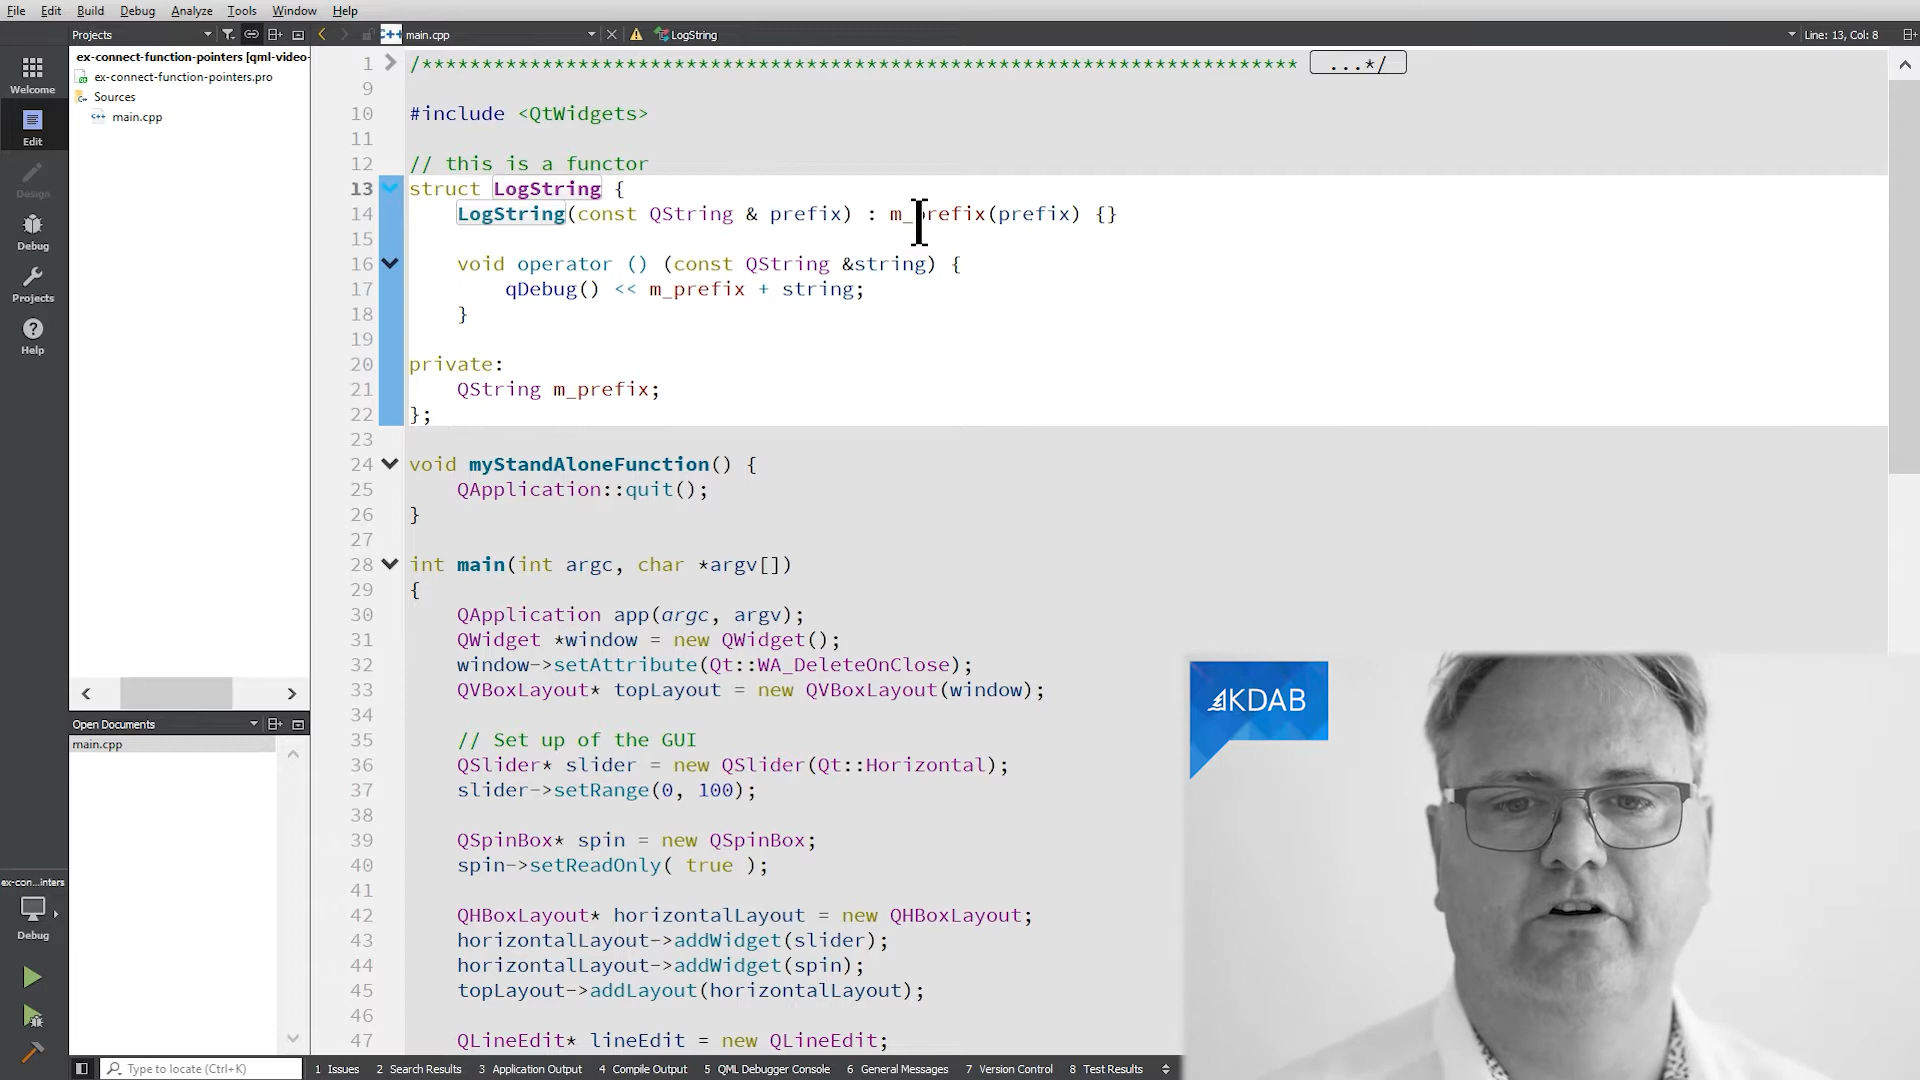 File Edit Build Debug Analyze Tools Window Help
Projects
main.cpp
LogString
Line: 13, Col: 8
Welcome
Edit
Design
Debug
Projects
Help
ex-connect-function-pointers [qml-video-
ex-connect-function-pointers.pro
Sources
main.cpp
Open Documents
main.cpp
ex-con...inters
Debug
1 /************************************************************************* ...*/
9
10 #include <QtWidgets>
11
12 // this is a functor
13 struct LogString {
14 LogString(const QString & prefix) : m_prefix(prefix) {}
15
16 void operator () (const QString &string) {
17 qDebug() << m_prefix + string;
18 }
19
20 private:
21 QString m_prefix;
22 };
23
24 void myStandAloneFunction() {
25 QApplication::quit();
26 }
27
28 int main(int argc, char *argv[])
29 {
30 QApplication app(argc, argv);
31 QWidget *window = new QWidget();
32 window->setAttribute(Qt::WA_DeleteOnClose);
33 QVBoxLayout* topLayout = new QVBoxLayout(window);
34
35 // Set up of the GUI
36 QSlider* slider = new QSlider(Qt::Horizontal);
37 slider->setRange(0, 100);
38
39 QSpinBox* spin = new QSpinBox;
40 spin->setReadOnly( true );
41
42 QHBoxLayout* horizontalLayout = new QHBoxLayout;
43 horizontalLayout->addWidget(slider);
44 horizontalLayout->addWidget(spin);
45 topLayout->addLayout(horizontalLayout);
46
47 QLineEdit* lineEdit = new QLineEdit;
KDAB
Type to locate (Ctrl+K)
1 Issues 2 Search Results 3 Application Output 4 Compile Output 5 QML Debugger Console 6 General Messages 7 Version Control 8 Test Results